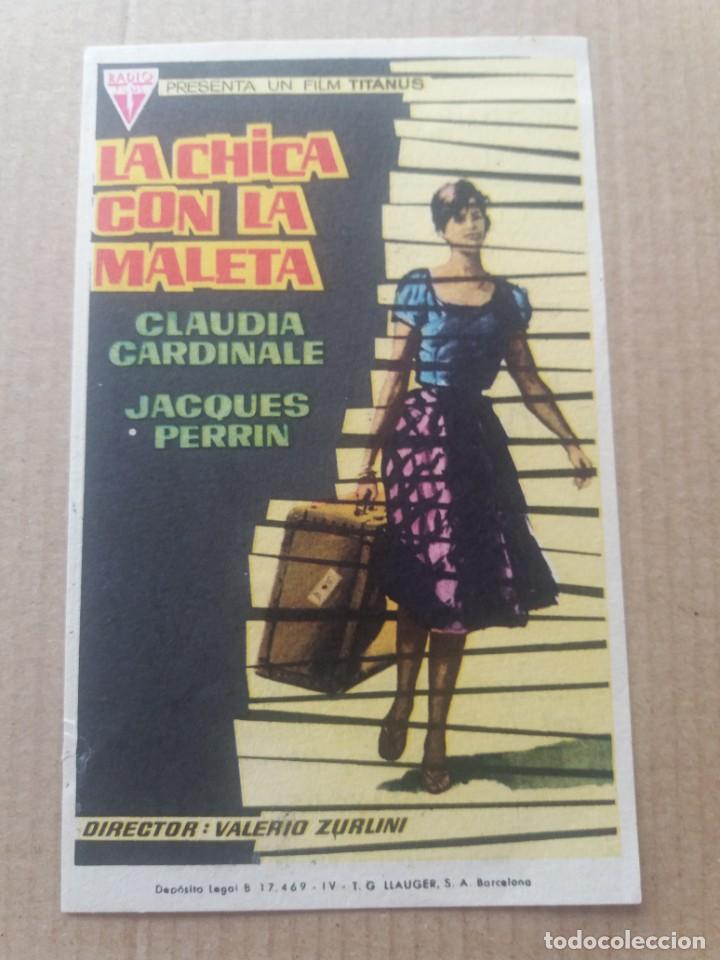 RADIO
FILMS
PRESENTA UN FILM TITANUS
LA CHICA
CON LA
MALETA
CLAUDIA
CARDINALE
JACQUES
PERRIN
DIRECTOR: VALERIO ZURLINI
Depósito Legal B 17.469 - IV - T. G LLAUGER, S. A. Barcelona
todocoleccion